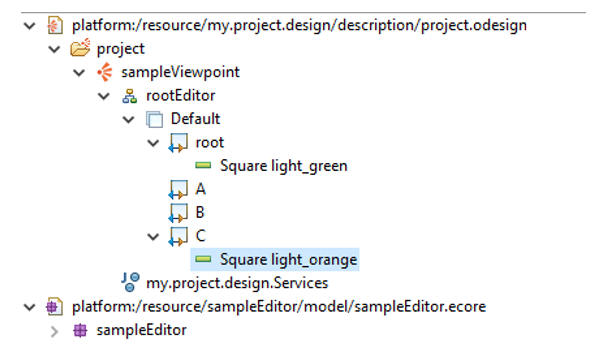 platform:/resource/my.project.design/description/project.odesign
project
sampleViewpoint
rootEditor
Default
root
Square light_green
A
B
C
Square light_orange
my.project.design.Services
platform:/resource/sampleEditor/model/sampleEditor.ecore
sampleEditor